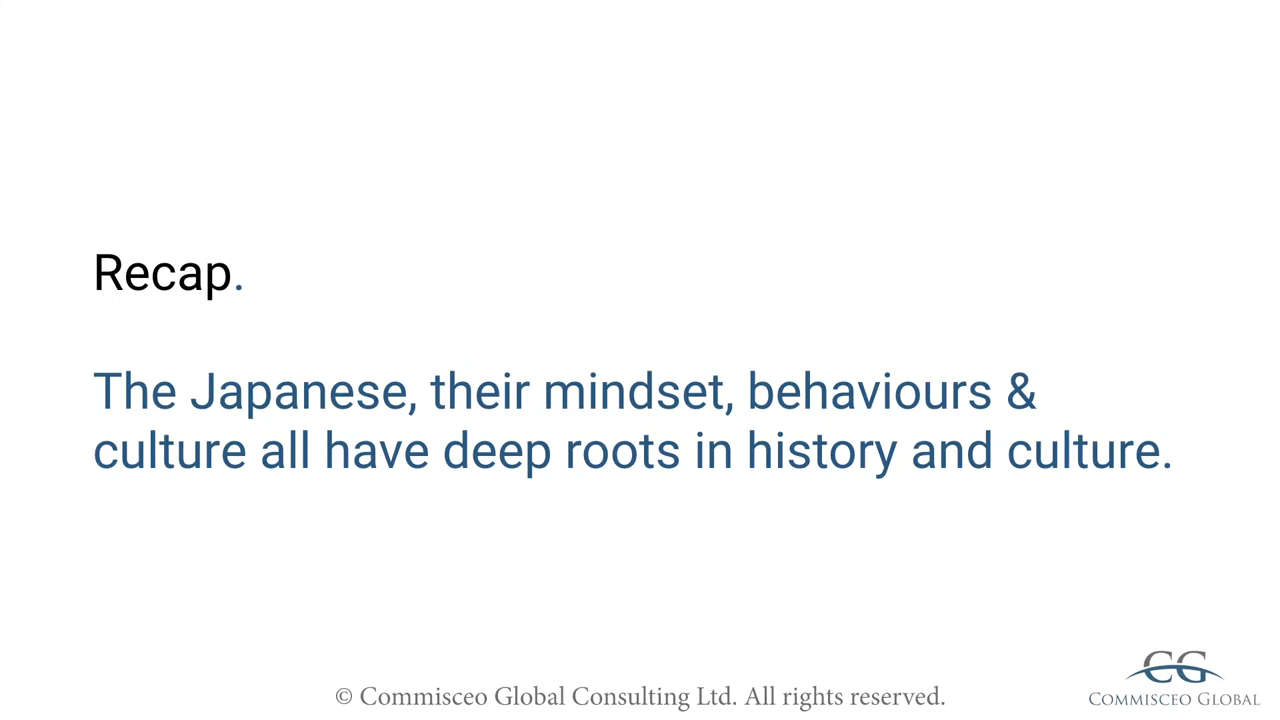 Recap.
The Japanese, their mindset, behaviours &
culture all have deep roots in history and culture.
© Commisceo Global Consulting Ltd. All rights reserved.
CG
COMMISCEO GLOBAL